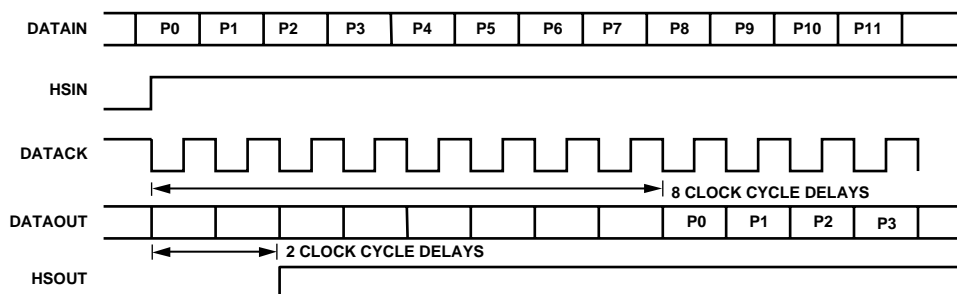 DATAIN P0 P1 P2 P3 P4 P5 P6 P7 P8 P9 P10 P11
HSIN
DATACK
8 CLOCK CYCLE DELAYS
DATAOUT P0 P1 P2 P3
2 CLOCK CYCLE DELAYS
HSOUT